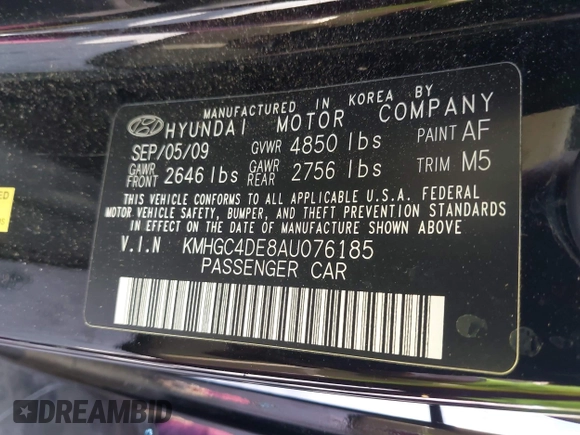 MANUFACTURED IN KOREA BY
HYUNDAI MOTOR COMPANY
SEP/05/09 GVWR 4850 lbs PAINT AF
GAWR FRONT 2646 lbs GAWR REAR 2756 lbs TRIM M5
THIS VEHICLE CONFORMS TO ALL APPLICABLE U.S.A. FEDERAL
MOTOR VEHICLE SAFETY, BUMPER, AND THEFT PREVENTION STANDARDS
IN EFFECT ON THE DATE OF MANUFACTURE SHOWN ABOVE.
V.I.N KMHGC4DE8AU076185
PASSENGER CAR
DREAMBID